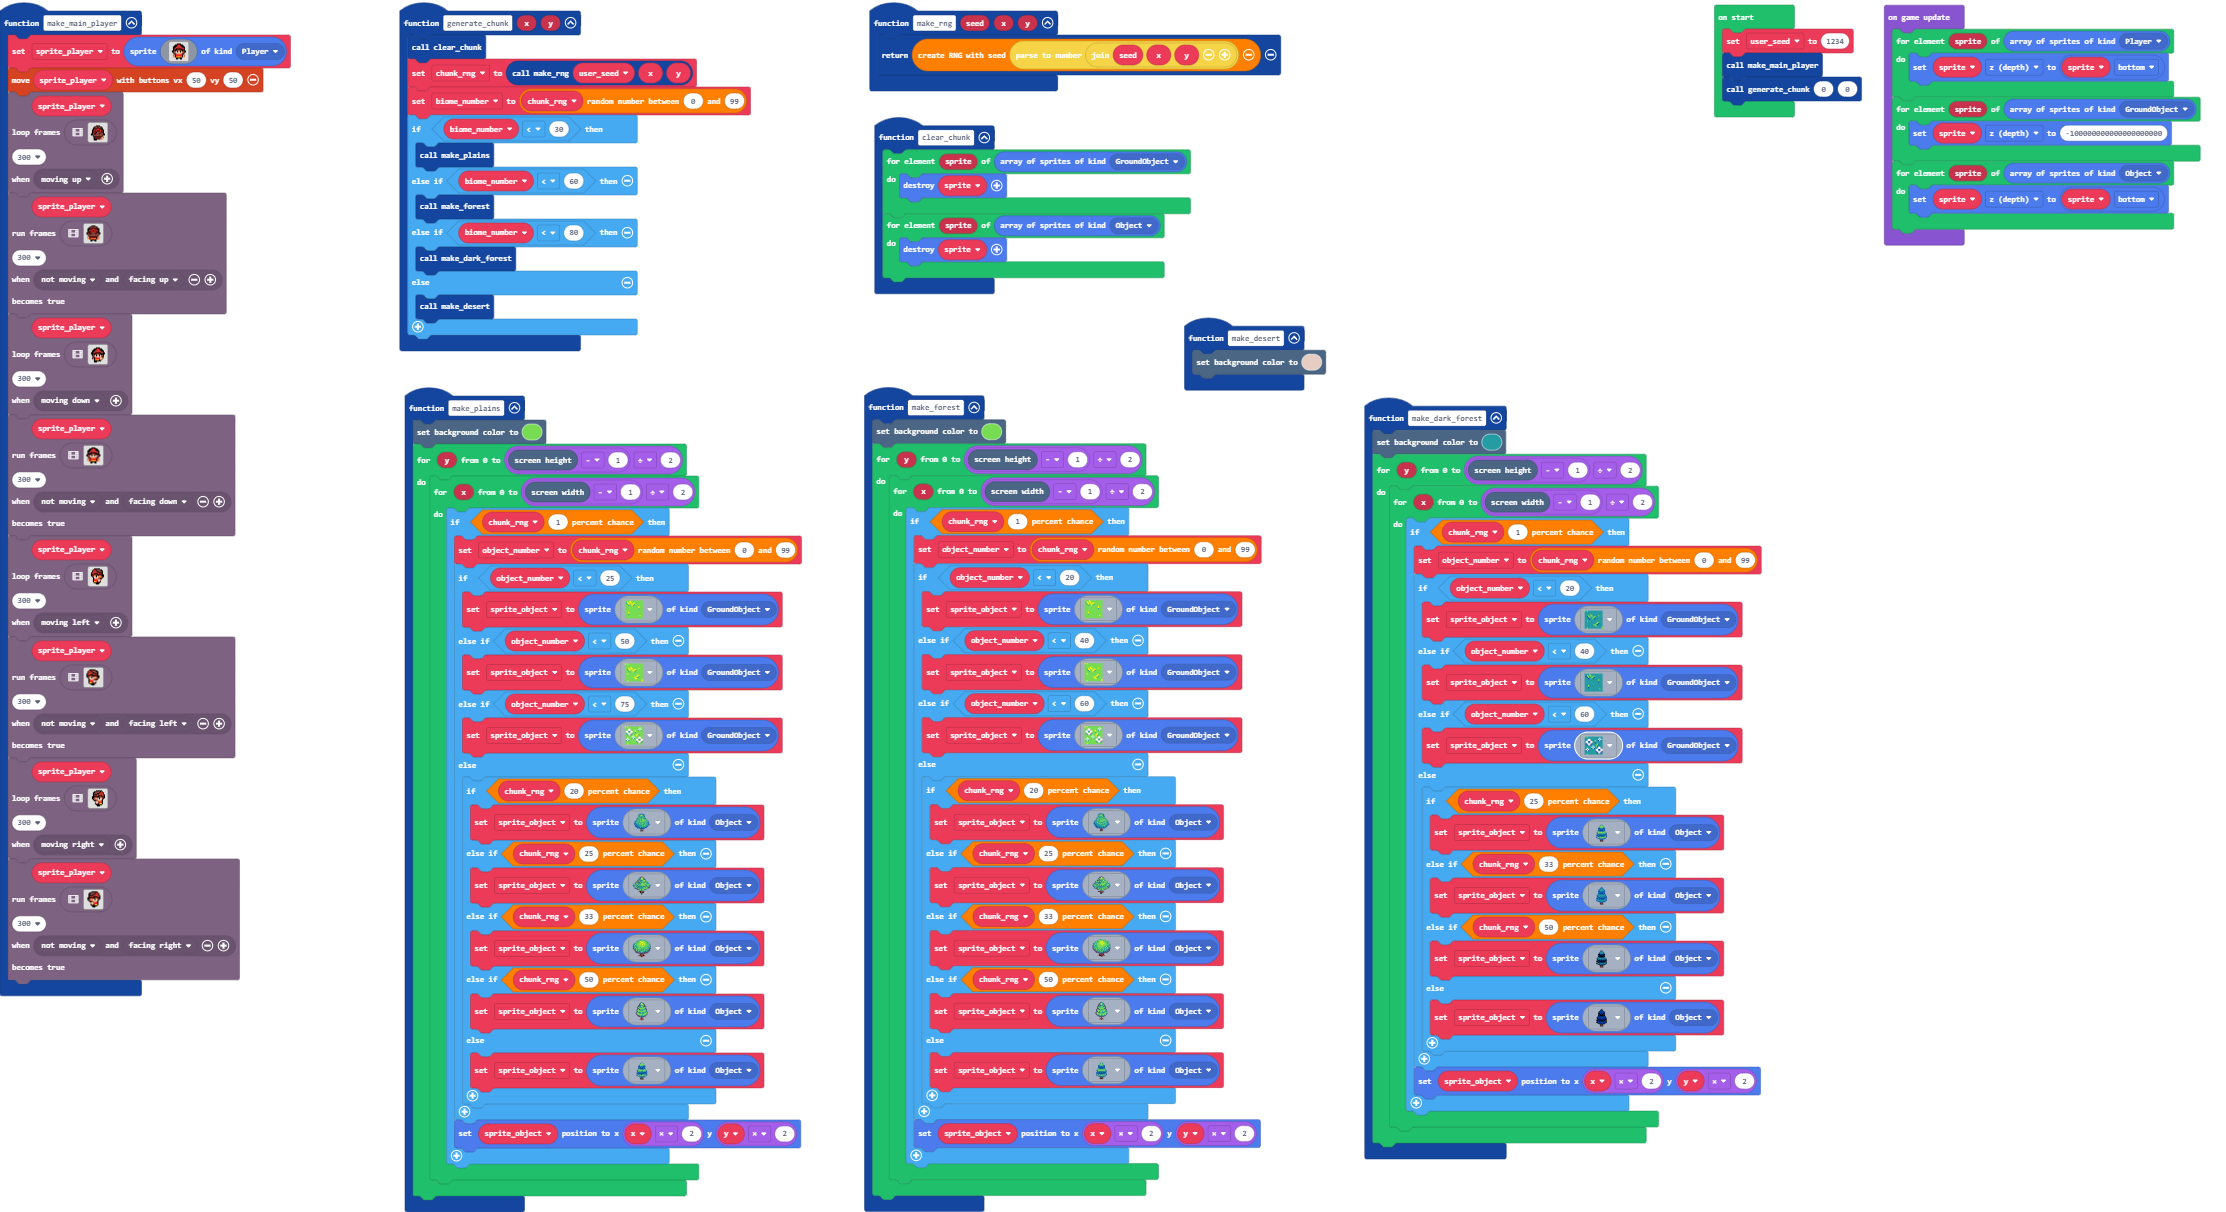 function make_main_player
set sprite_player to sprite of kind Player
move sprite_player with buttons vx 50 vy 50
sprite_player
loop frames
300
when moving up
sprite_player
run frames
300
when not moving and facing up
becomes true
sprite_player
loop frames
300
when moving down
sprite_player
run frames
300
when not moving and facing down
becomes true
sprite_player
loop frames
300
when moving left
sprite_player
run frames
300
when not moving and facing left
becomes true
sprite_player
loop frames
300
when moving right
sprite_player
run frames
300
when not moving and facing right
becomes true
function generate_chunk x y
call clear_chunk
set chunk_rng to call make_rng user_seed x y
set biome_number to chunk_rng random number between 0 and 99
if biome_number < 30 then
call make_plains
else if biome_number < 60 then
call make_forest
else if biome_number < 80 then
call make_dark_forest
else
call make_desert
function make_rng seed x y
return create RNG with seed parse to number join seed x y
function clear_chunk
for element sprite of array of sprites of kind GroundObject
do destroy sprite
for element sprite of array of sprites of kind Object
do destroy sprite
function make_desert
set background color to
on start
set user_seed to 1234
call make_main_player
call generate_chunk 0 0
on game update
for element sprite of array of sprites of kind Player
do set sprite z (depth) to sprite bottom
for element sprite of array of sprites of kind GroundObject
do set sprite z (depth) to
for element sprite of array of sprites of kind Object
do set sprite z (depth) to sprite bottom
function make_plains
set background color to
for y from 0 to screen height - 1 ÷ 2
do for x from 0 to screen width - 1 ÷ 2
do if chunk_rng 1 percent chance then
set object_number to chunk_rng random number between 0 and 99
if object_number < 25 then
set sprite_object to sprite of kind GroundObject
else if object_number < 50 then
set sprite_object to sprite of kind GroundObject
else if object_number < 75 then
set sprite_object to sprite of kind GroundObject
else
if chunk_rng 20 percent chance then
set sprite_object to sprite of kind Object
else if chunk_rng 25 percent chance then
set sprite_object to sprite of kind Object
else if chunk_rng 33 percent chance then
set sprite_object to sprite of kind Object
else if chunk_rng 50 percent chance then
set sprite_object to sprite of kind Object
else
set sprite_object to sprite of kind Object
set sprite_object position to x x × 2 y y × 2
function make_forest
set background color to
for y from 0 to screen height - 1 ÷ 2
do for x from 0 to screen width - 1 ÷ 2
do if chunk_rng 1 percent chance then
set object_number to chunk_rng random number between 0 and 99
if object_number < 20 then
set sprite_object to sprite of kind GroundObject
else if object_number < 40 then
set sprite_object to sprite of kind GroundObject
else if object_number < 60 then
set sprite_object to sprite of kind GroundObject
else
if chunk_rng 20 percent chance then
set sprite_object to sprite of kind Object
else if chunk_rng 25 percent chance then
set sprite_object to sprite of kind Object
else if chunk_rng 33 percent chance then
set sprite_object to sprite of kind Object
else if chunk_rng 50 percent chance then
set sprite_object to sprite of kind Object
else
set sprite_object to sprite of kind Object
set sprite_object position to x x × 2 y y × 2
function make_dark_forest
set background color to
for y from 0 to screen height - 1 ÷ 2
do for x from 0 to screen width - 1 ÷ 2
do if chunk_rng 1 percent chance then
set object_number to chunk_rng random number between 0 and 99
if object_number < 20 then
set sprite_object to sprite of kind GroundObject
else if object_number < 40 then
set sprite_object to sprite of kind GroundObject
else if object_number < 60 then
set sprite_object to sprite of kind GroundObject
else
if chunk_rng 25 percent chance then
set sprite_object to sprite of kind Object
else if chunk_rng 33 percent chance then
set sprite_object to sprite of kind Object
else if chunk_rng 50 percent chance then
set sprite_object to sprite of kind Object
else
set sprite_object to sprite of kind Object
set sprite_object position to x x × 2 y y × 2